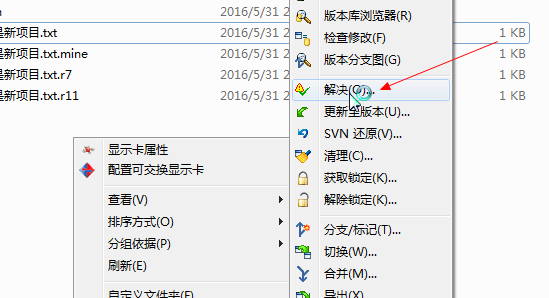 2016/5/31 2
版本库浏览器(R)
是新项目.txt
2016/5/31 2
检查修改(F)
1 KB
是新项目.txt.mine
2016/5/31 2
版本分支图(G)
1 KB
是新项目.txt.r7
2016/5/31 2
1 KB
是新项目.txt.r11
2016/5/31 2
解决(
)...
1 KB
更新至版本(U)...
SVN 还原(V)...
清理(C)...
获取锁定(K)...
解除锁定(K)...
分支/标记(T)...
切换(W)...
合并(M)...
导出(X)...
显示卡属性
配置可交换显示卡
查看(V)
排序方式(O)
分组依据(P)
刷新(E)
自定义文件夹(F)